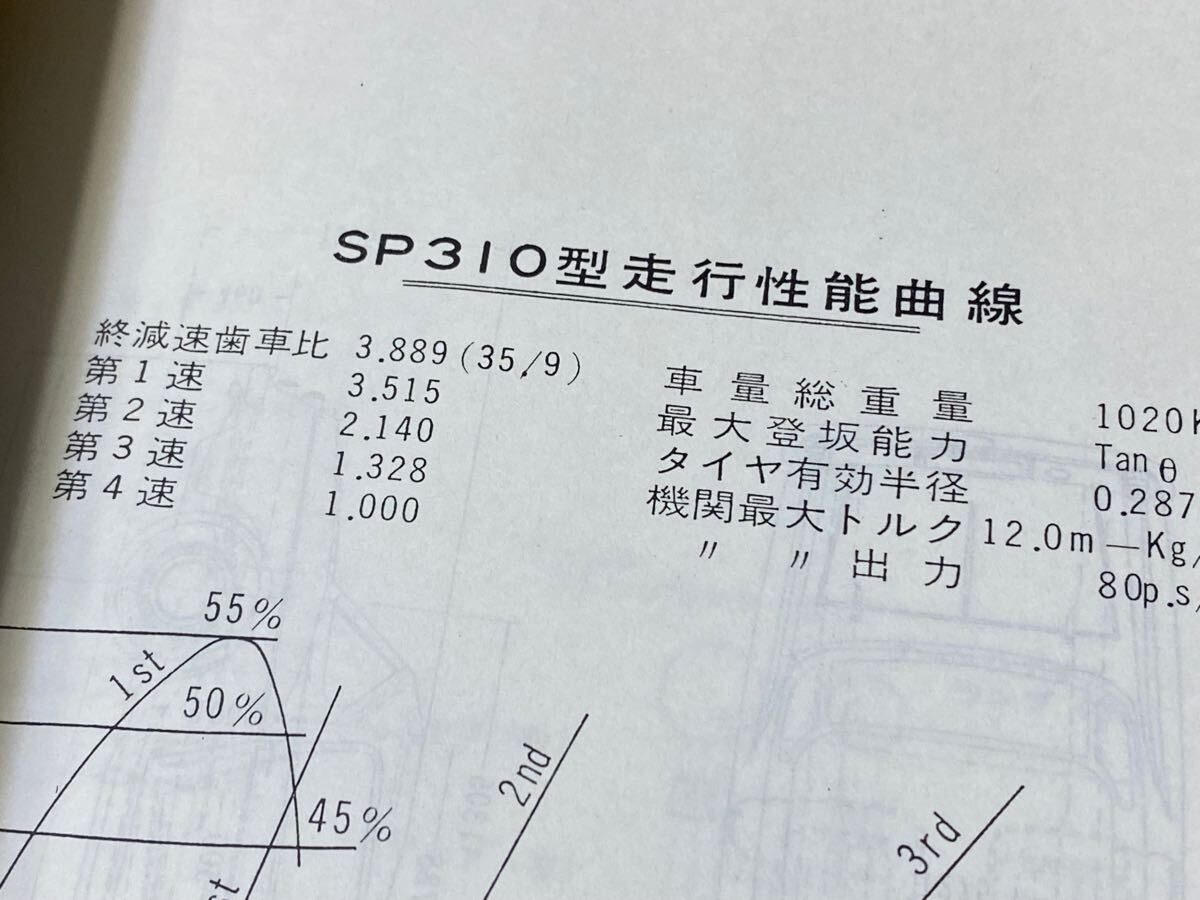 SP310型走行性能曲線
終減速歯車比 3.889 (35/9)
第1速 3.515
第2速 2.140
第3速 1.328
第4速 1.000
車量総重量 1020K
最大登坂能力 Tanθ
タイヤ有効半径 0.287
機関最大トルク 12.0m—Kg/
〃 〃 出力 80p.s/
55%
1st
50%
45%
2nd
3rd
st